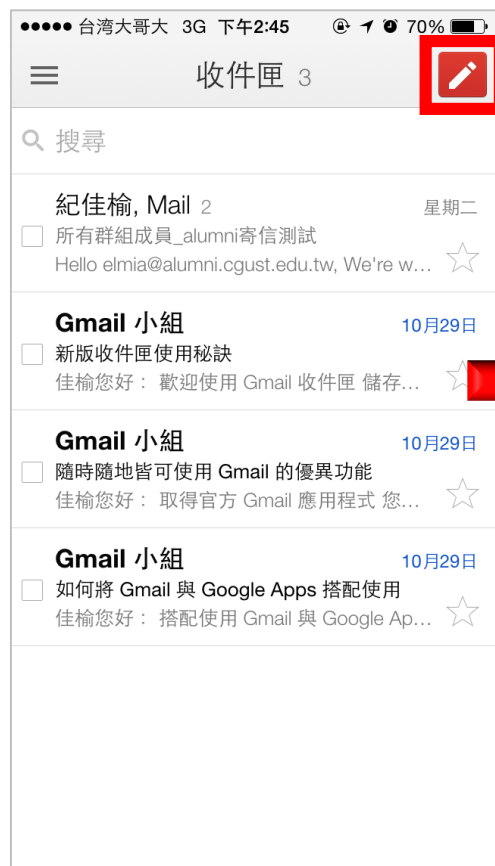 台湾大哥大 3G 下午2:45 70%
收件匣 3
搜尋
紀佳榆, Mail 2 星期二
所有群組成員_alumni寄信測試
Hello elmia@alumni.cgust.edu.tw, We're w...
Gmail 小組 10月29日
新版收件匣使用秘訣
佳榆您好： 歡迎使用 Gmail 收件匣 儲存...
Gmail 小組 10月29日
隨時隨地皆可使用 Gmail 的優異功能
佳榆您好： 取得官方 Gmail 應用程式 您...
Gmail 小組 10月29日
如何將 Gmail 與 Google Apps 搭配使用
佳榆您好： 搭配使用 Gmail 與 Google Ap...